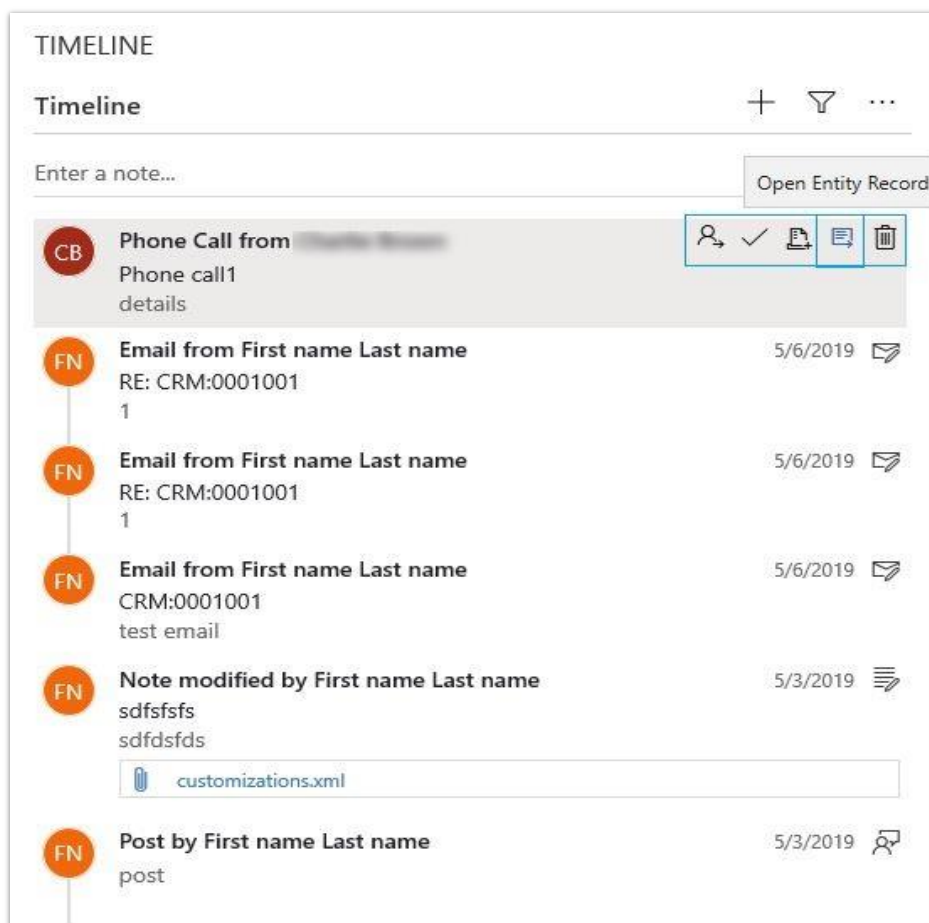 TIMELINE
Timeline
Enter a note...
Open Entity Record
CB
Phone Call from
Phone call1
details
FN
Email from First name Last name
5/6/2019
RE: CRM:0001001
1
FN
Email from First name Last name
5/6/2019
RE: CRM:0001001
1
FN
Email from First name Last name
5/6/2019
CRM:0001001
test email
FN
Note modified by First name Last name
5/3/2019
sdfsfsfs
sdfdsfds
customizations.xml
FN
Post by First name Last name
5/3/2019
post